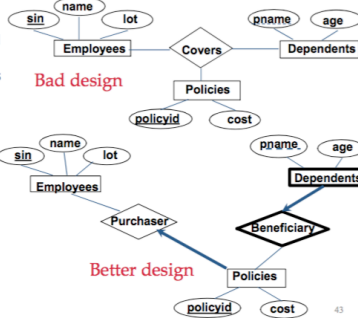 name
sin
lot
pname
age
Employees
Covers
Dependents
Bad design
Policies
policyid
cost
name
sin
lot
pname
age
Employees
Dependents
Purchaser
Beneficiary
Better design
Policies
policyid
cost
43